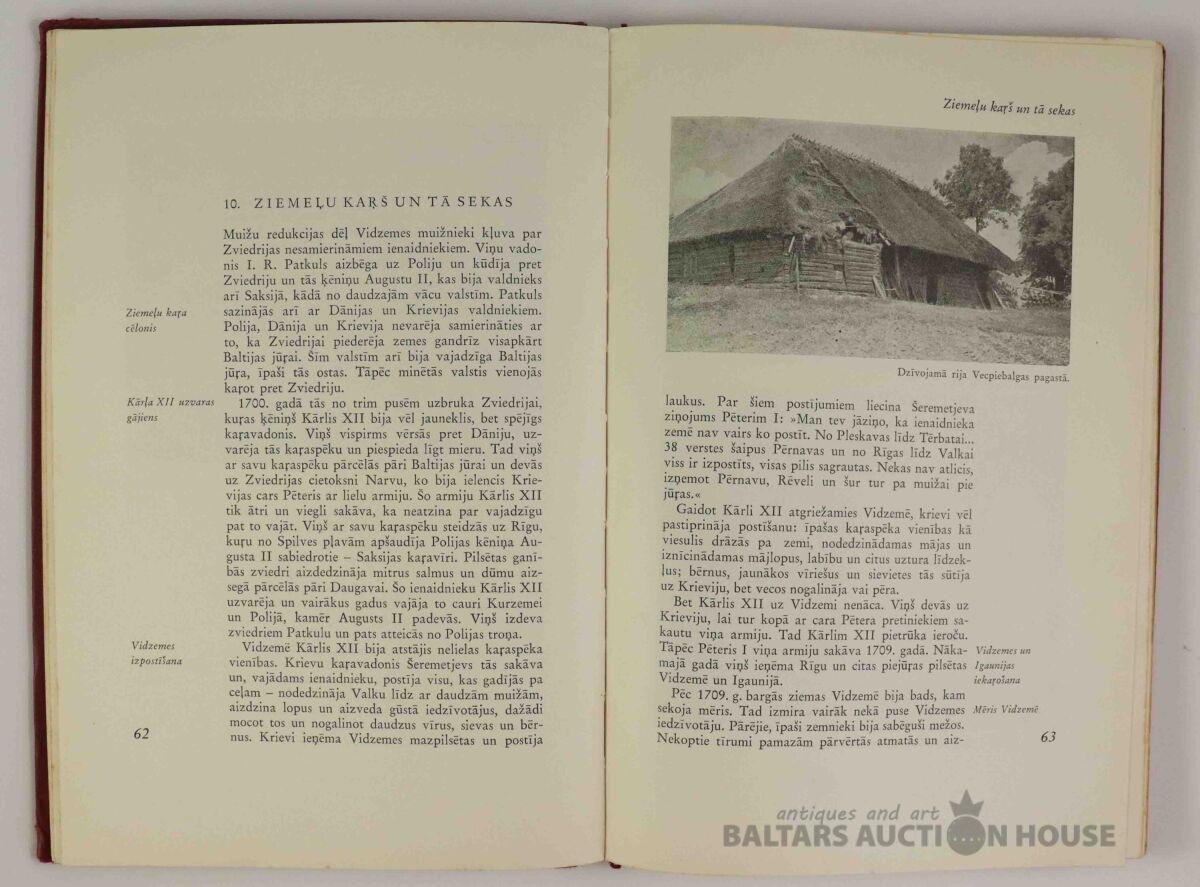 10. ZIEMEĻU KAŖŠ UN TĀ SEKAS
Muižu redukcijas dēļ Vidzemes muižnieki kļuva par
Zviedrijas nesamierināmiem ienaidniekiem. Viņu vado-
nis I. R. Patkuls aizbēga uz Poliju un kūdīja pret
Zviedriju un tās ķēniņu Augustu II, kas bija valdnieks
arī Saksijā, kādā no daudzajām vācu valstīm. Patkuls
sazinājās arī ar Dānijas un Krievijas valdniekiem.
Ziemeļu kaŗa
cēlonis
Polija, Dānija un Krievija nevarēja samierināties ar
to, ka Zviedrijai piederēja zemes gandrīz visapkārt
Baltijas jūŗai. Šīm valstīm arī bija vajadzīga Baltijas
jūŗa, īpaši tās ostas. Tāpēc minētās valstis vienojās
kaŗot pret Zviedriju.
Kārļa XII uzvaras
gājiens
1700. gadā tās no trim pusēm uzbruka Zviedrijai,
kuŗas ķēniņš Kārlis XII bija vēl jauneklis, bet spējīgs
kaŗavadonis. Viņš vispirms vērsās pret Dāniju, uz-
varēja tās kaŗaspēku un piespieda līgt mieru. Tad viņš
ar savu kaŗaspēku pārcēlās pāri Baltijas jūŗai un devās
uz Zviedrijas cietoksni Narvu, ko bija ielencis Krie-
vijas cars Pēteris ar lielu armiju. Šo armiju Kārlis XII
tik ātri un viegli sakāva, ka neatzina par vajadzīgu
pat to vajāt. Viņš ar savu kaŗaspēku steidzās uz Rīgu,
kuŗu no Spilves pļavām apšaudīja Polijas ķēniņa Au-
gusta II sabiedrotie – Saksijas kaŗavīri. Pilsētas ganī-
bās zviedri aizdedzināja mitrus salmus un dūmu aiz-
segā pārcēlās pāri Daugavai. Šo ienaidnieku Kārlis XII
uzvarēja un vairākus gadus vajāja to cauri Kurzemei
un Polijā, kamēr Augusts II padevās. Viņš izdeva
zviedriem Patkulu un pats atteicās no Polijas troņa.
Vidzemes
izpostīšana
Vidzemē Kārlis XII bija atstājis nelielas kaŗaspēka
vienības. Krievu kaŗavadonis Šeremetjevs tās sakāva
un, vajādams ienaidnieku, postīja visu, kas gadījās pa
ceļam – nodedzināja Valku līdz ar daudzām muižām,
aizdzina lopus un aizveda gūstā iedzīvotājus, dažādi
mocot tos un nogalinot daudzus vīrus, sievas un bēr-
nus. Krievi ieņēma Vidzemes mazpilsētas un postīja
62
Ziemeļu kaŗš un tā sekas
Dzīvojamā rija Vecpiebalgas pagastā.
laukus. Par šiem postījumiem liecina Šeremetjeva
ziņojums Pēterim I: »Man tev jāziņo, ka ienaidnieka
zemē nav vairs ko postīt. No Pleskavas līdz Tērbatai...
38 verstes šaipus Pērnavas un no Rīgas līdz Valkai
viss ir izpostīts, visas pilis sagrautas. Nekas nav atlicis,
izņemot Pērnavu, Rēveli un šur tur pa muižai pie
jūŗas.«
Gaidot Kārli XII atgriežamies Vidzemē, krievi vēl
pastiprināja postīšanu: īpašas kaŗaspēka vienības kā
viesulis drāzās pa zemi, nodedzinādamas mājas un
iznīcinādamas mājlopus, labību un citus uztura līdzek-
ļus; bērnus, jaunākos vīriešus un sievietes tās sūtīja
uz Krieviju, bet vecos nogalināja vai pēra.
Bet Kārlis XII uz Vidzemi nenāca. Viņš devās uz
Krieviju, lai tur kopā ar cara Pētera pretiniekiem sa-
kautu viņa armiju. Tad Kārlim XII pietrūka ieroču.
Tāpēc Pēteris I viņa armiju sakāva 1709. gadā. Nāka-
majā gadā viņš ieņēma Rīgu un citas piejūŗas pilsētas
Vidzemē un Igaunijā.
Vidzemes un
Igaunijas
iekaŗošana
Pēc 1709. g. bargās ziemas Vidzemē bija bads, kam
sekoja mēris. Tad izmira vairāk nekā puse Vidzemes
iedzīvotāju. Pārējie, īpaši zemnieki bija sabēguši mežos.
Nekoptie tīrumi pamazām pārvērtās atmatās un aiz-
Mēris Vidzemē
63
antiques and art
BALTARS AUCTION HOUSE